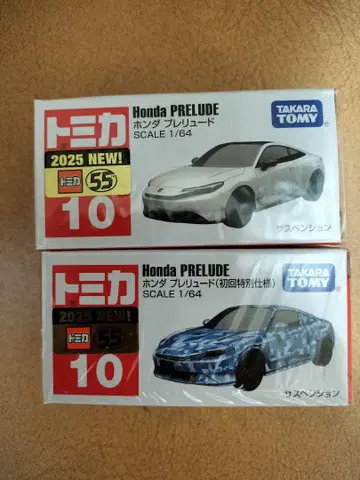 トミカ
2025 NEW!
トミカ 55
10
Honda PRELUDE
ホンダ プレリュード
SCALE 1/64
TAKARA TOMY
サスペンション
トミカ
2025 NEW!
トミカ 55
10
Honda PRELUDE
ホンダ プレリュード(初回特別仕様)
SCALE 1/64
TAKARA TOMY
サスペンション